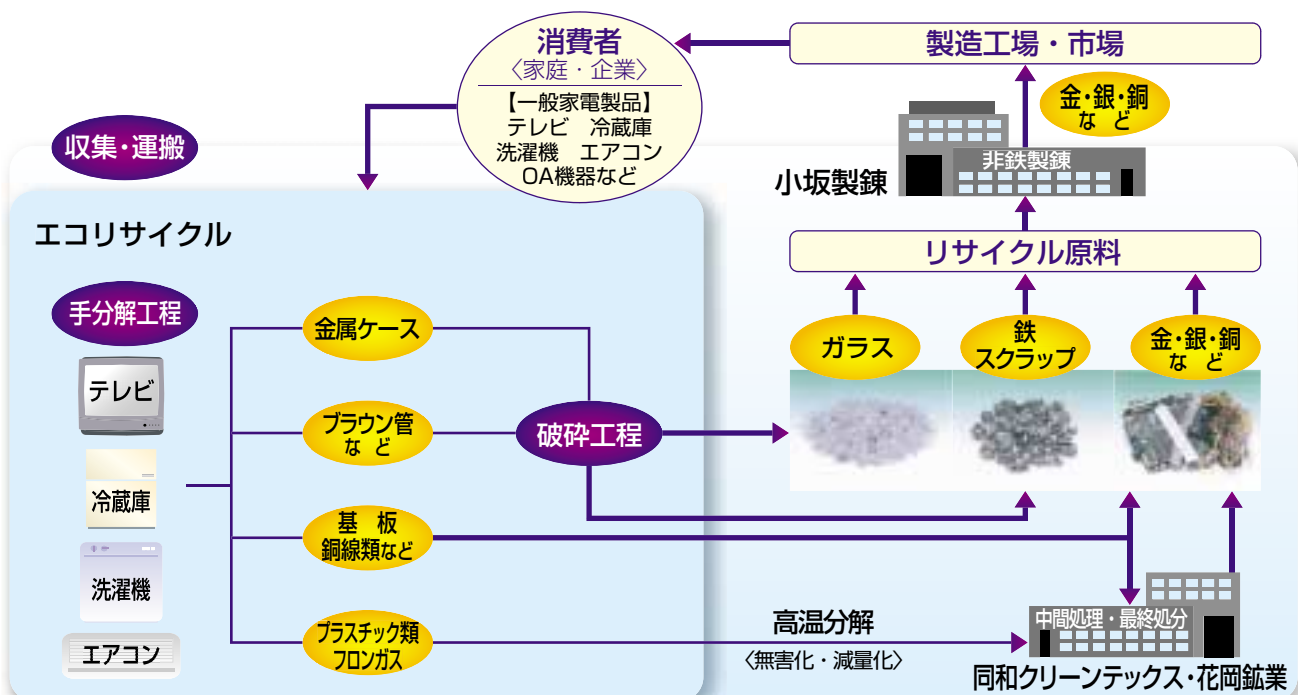 消費者
〈家庭・企業〉
【一般家電製品】
テレビ 冷蔵庫
洗濯機 エアコン
OA機器など
製造工場・市場
金・銀・銅
など
収集・運搬
非鉄製錬
小坂製錬
エコリサイクル
リサイクル原料
手分解工程
テレビ
冷蔵庫
洗濯機
エアコン
金属ケース
ブラウン管
など
基板
銅線類など
プラスチック類
フロンガス
破砕工程
ガラス
鉄
スクラップ
金・銀・銅
など
高温分解
〈無害化・減量化〉
中間処理・最終処分
同和クリーンテックス・花岡鉱業